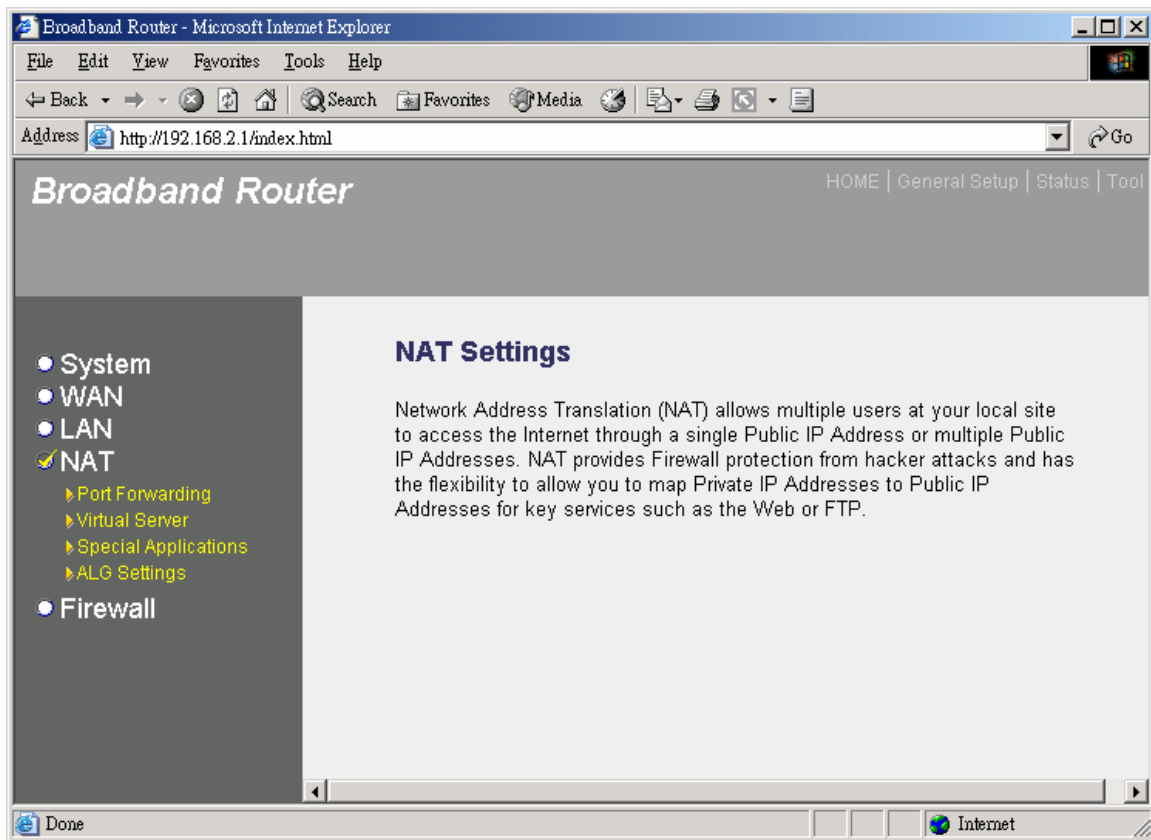 Broadband Router - Microsoft Internet Explorer
File Edit View Favorites Tools Help
Back Search Favorites Media
Address http://192.168.2.1/index.html Go
Broadband Router
HOME | General Setup | Status | Tool
System
WAN
LAN
NAT
Port Forwarding
Virtual Server
Special Applications
ALG Settings
Firewall
NAT Settings
Network Address Translation (NAT) allows multiple users at your local site
to access the Internet through a single Public IP Address or multiple Public
IP Addresses. NAT provides Firewall protection from hacker attacks and has
the flexibility to allow you to map Private IP Addresses to Public IP
Addresses for key services such as the Web or FTP.
Done Internet